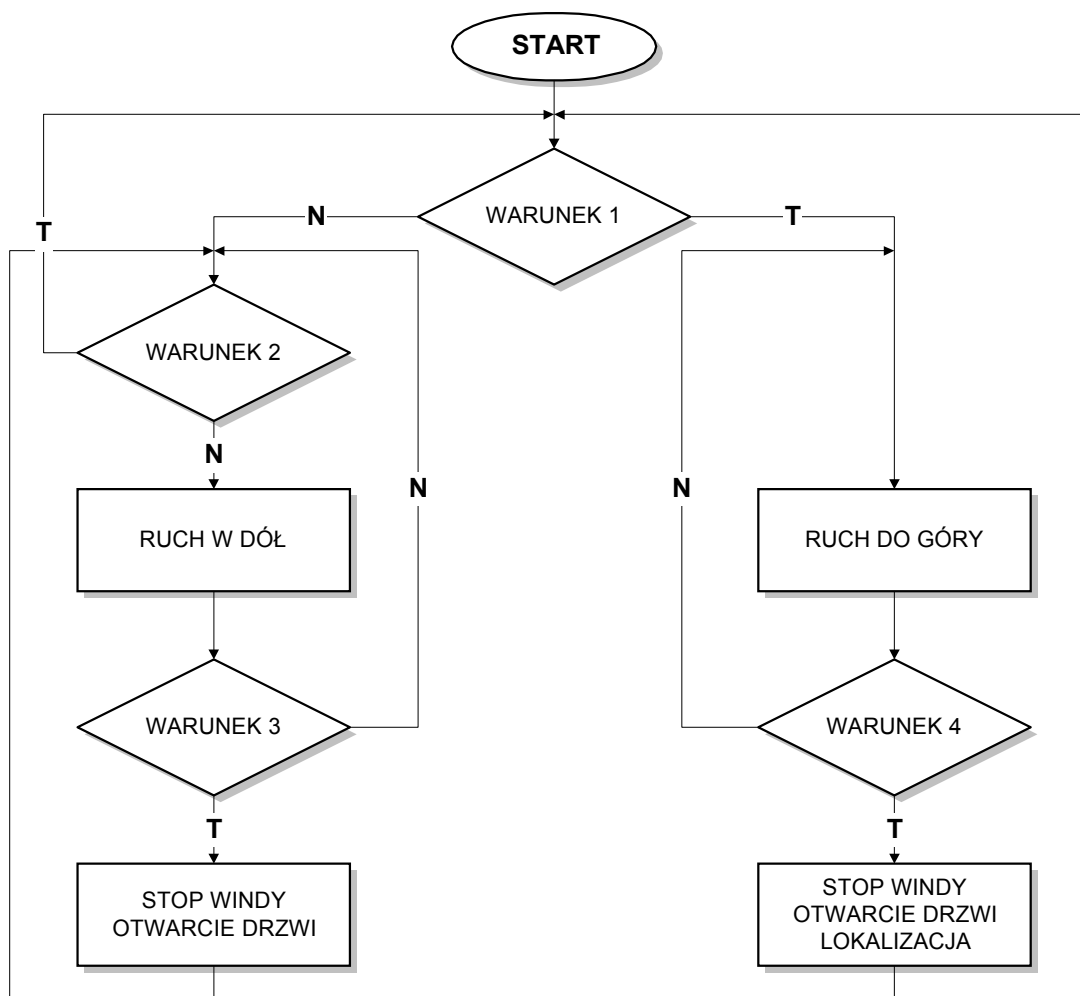 START
WARUNEK 1
N
T
T
WARUNEK 2
N
N
N
RUCH W DÓŁ
RUCH DO GÓRY
WARUNEK 3
WARUNEK 4
T
T
STOP WINDY
OTWARCIE DRZWI
STOP WINDY
OTWARCIE DRZWI
LOKALIZACJA